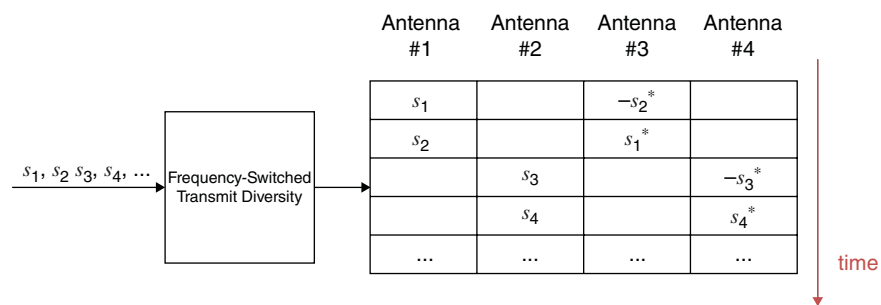 Antenna #1 Antenna #2 Antenna #3 Antenna #4
s1 −s2*
s2 s1*
s1, s2 s3, s4, ...
Frequency-Switched
Transmit Diversity
s3 −s3*
s4 s4*
... ... ... ...
time